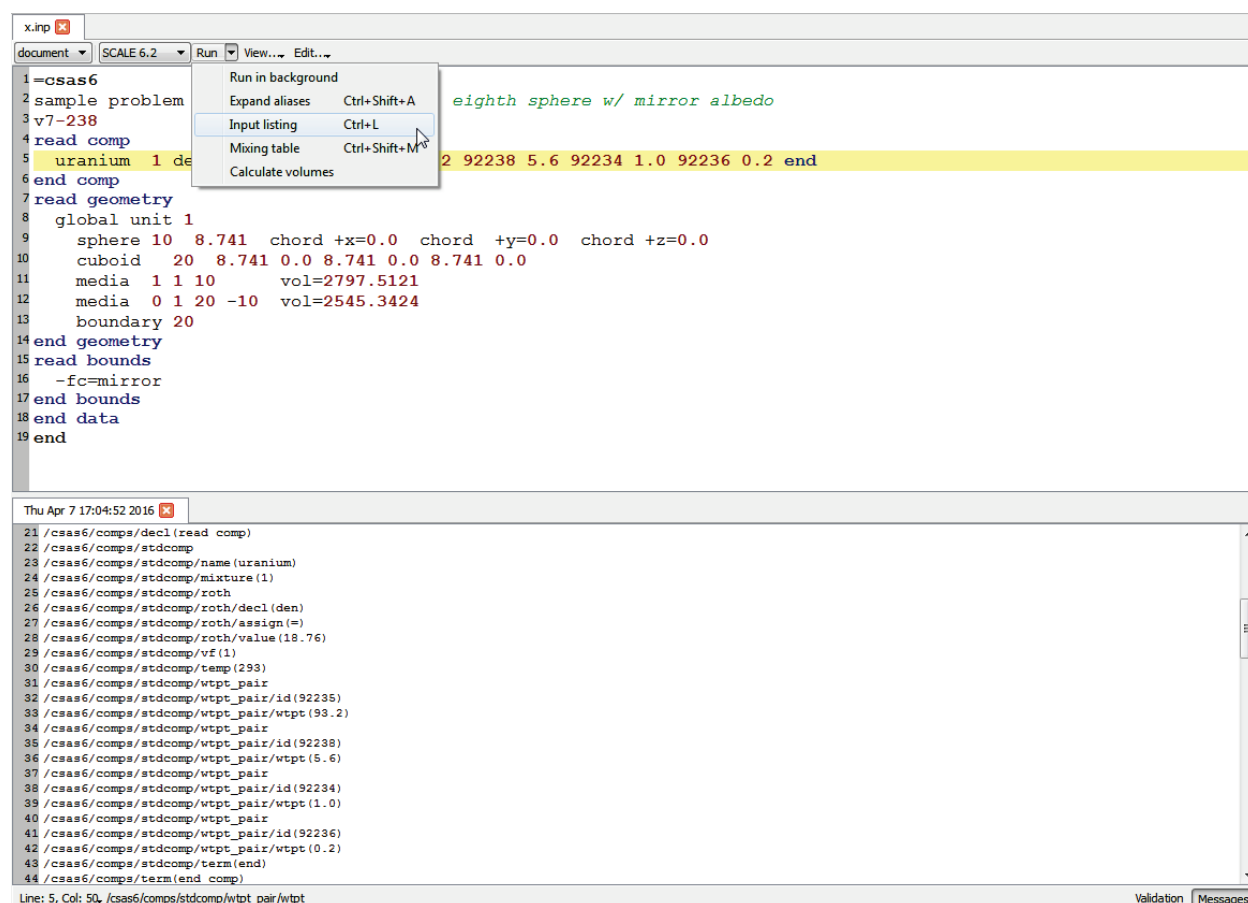 x.inp
document SCALE 6.2 Run View... Edit...
Run in background
Expand aliases Ctrl+Shift+A
Input listing Ctrl+L
Mixing table Ctrl+Shift+M
Calculate volumes
1 =csas6
2 sample problem eighth sphere w/ mirror albedo
3 v7-238
4 read comp
5 uranium 1 de 2 92238 5.6 92234 1.0 92236 0.2 end
6 end comp
7 read geometry
8 global unit 1
9 sphere 10 8.741 chord +x=0.0 chord +y=0.0 chord +z=0.0
10 cuboid 20 8.741 0.0 8.741 0.0 8.741 0.0
11 media 1 1 10 vol=2797.5121
12 media 0 1 20 -10 vol=2545.3424
13 boundary 20
14 end geometry
15 read bounds
16 -fc=mirror
17 end bounds
18 end data
19 end
Thu Apr 7 17:04:52 2016
21 /csas6/comps/decl(read comp)
22 /csas6/comps/stdcomp
23 /csas6/comps/stdcomp/name(uranium)
24 /csas6/comps/stdcomp/mixture(1)
25 /csas6/comps/stdcomp/roth
26 /csas6/comps/stdcomp/roth/decl(den)
27 /csas6/comps/stdcomp/roth/assign(=)
28 /csas6/comps/stdcomp/roth/value(18.76)
29 /csas6/comps/stdcomp/vf(1)
30 /csas6/comps/stdcomp/temp(293)
31 /csas6/comps/stdcomp/wtpt_pair
32 /csas6/comps/stdcomp/wtpt_pair/id(92235)
33 /csas6/comps/stdcomp/wtpt_pair/wtpt(93.2)
34 /csas6/comps/stdcomp/wtpt_pair
35 /csas6/comps/stdcomp/wtpt_pair/id(92238)
36 /csas6/comps/stdcomp/wtpt_pair/wtpt(5.6)
37 /csas6/comps/stdcomp/wtpt_pair
38 /csas6/comps/stdcomp/wtpt_pair/id(92234)
39 /csas6/comps/stdcomp/wtpt_pair/wtpt(1.0)
40 /csas6/comps/stdcomp/wtpt_pair
41 /csas6/comps/stdcomp/wtpt_pair/id(92236)
42 /csas6/comps/stdcomp/wtpt_pair/wtpt(0.2)
43 /csas6/comps/stdcomp/term(end)
44 /csas6/comps/term(end comp)
Line: 5, Col: 50, /csas6/comps/stdcomp/wtpt_pair/wtpt Validation Messages